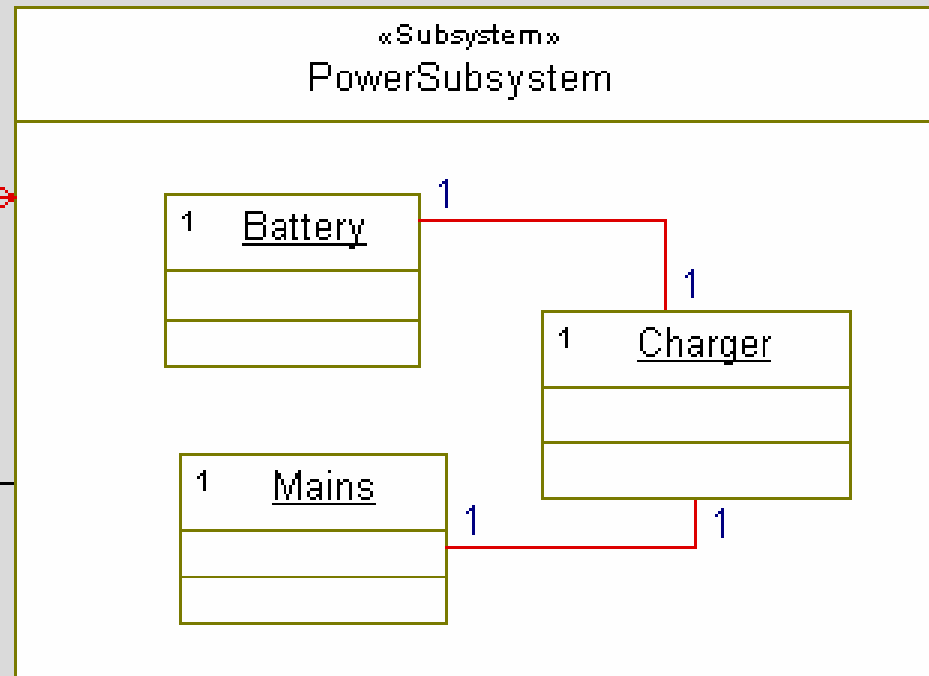 «Subsystem»
PowerSubsystem
1 Battery
1
1
1 Charger
1 Mains
1
1